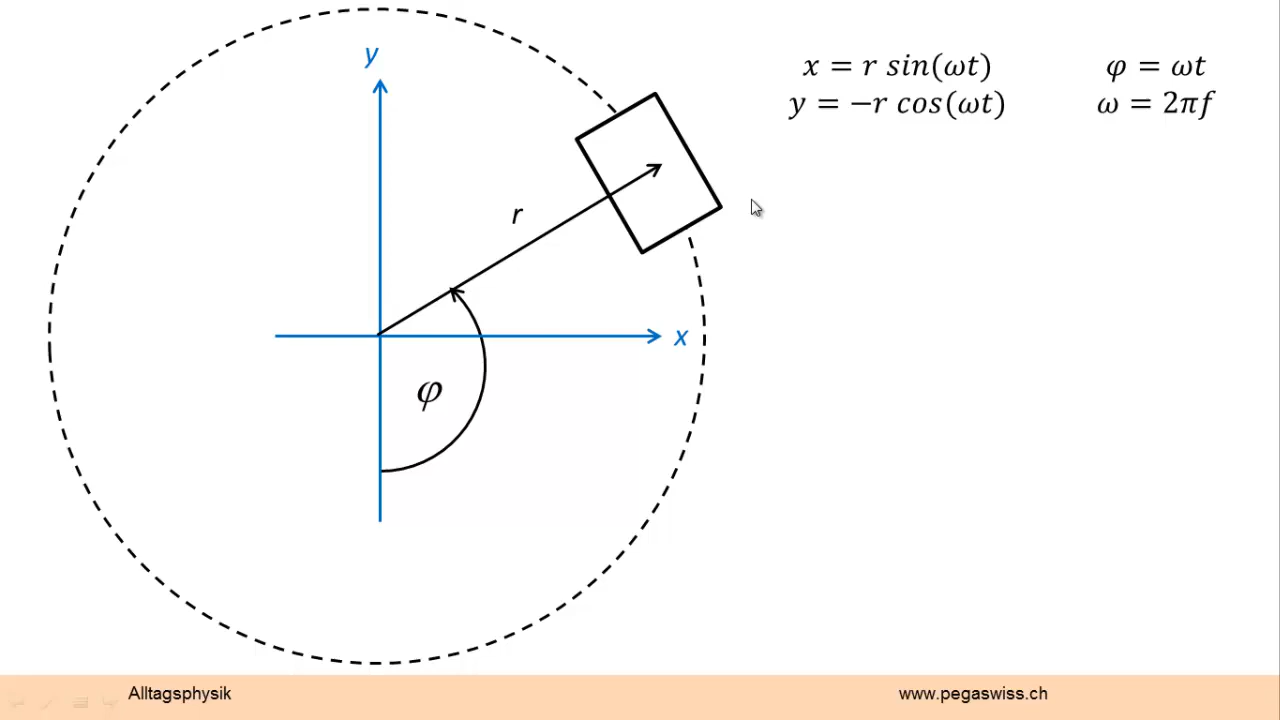 y
x = r sin(ωt)
φ = ωt
y = −r cos(ωt)
ω = 2πf
r
x
φ
Alltagsphysik
www.pegaswiss.ch